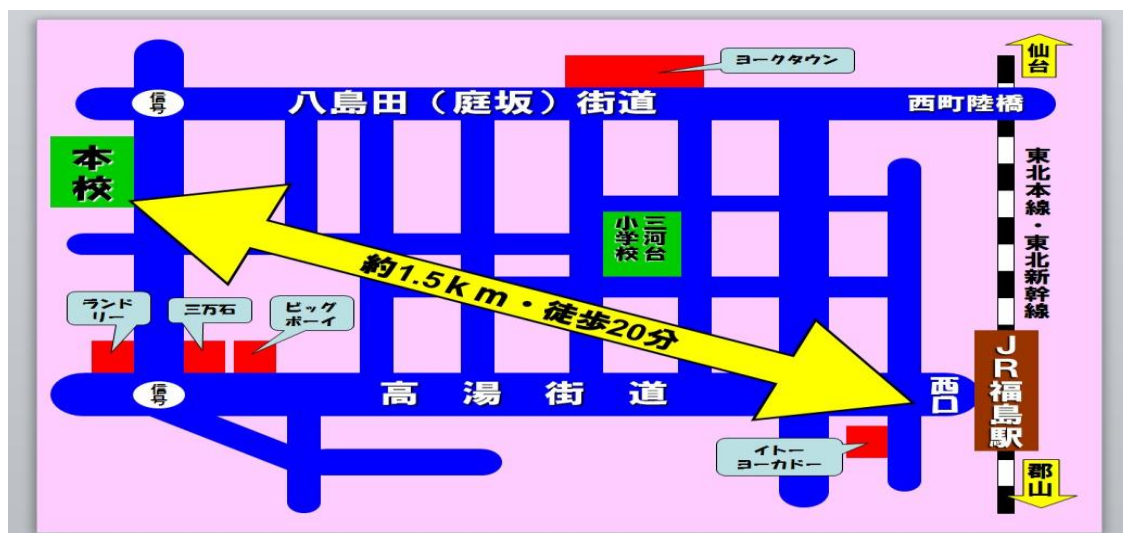 仙台
ヨークタウン
信号
八島田（庭坂）街道
西町陸橋
本校
東北本線・東北新幹線
三河台
小学校
約1.5km・徒歩20分
ランド
リー
三万石
ビッグ
ボーイ
JR福島駅
信号
高湯街道
西口
イトー
ヨーカドー
郡山